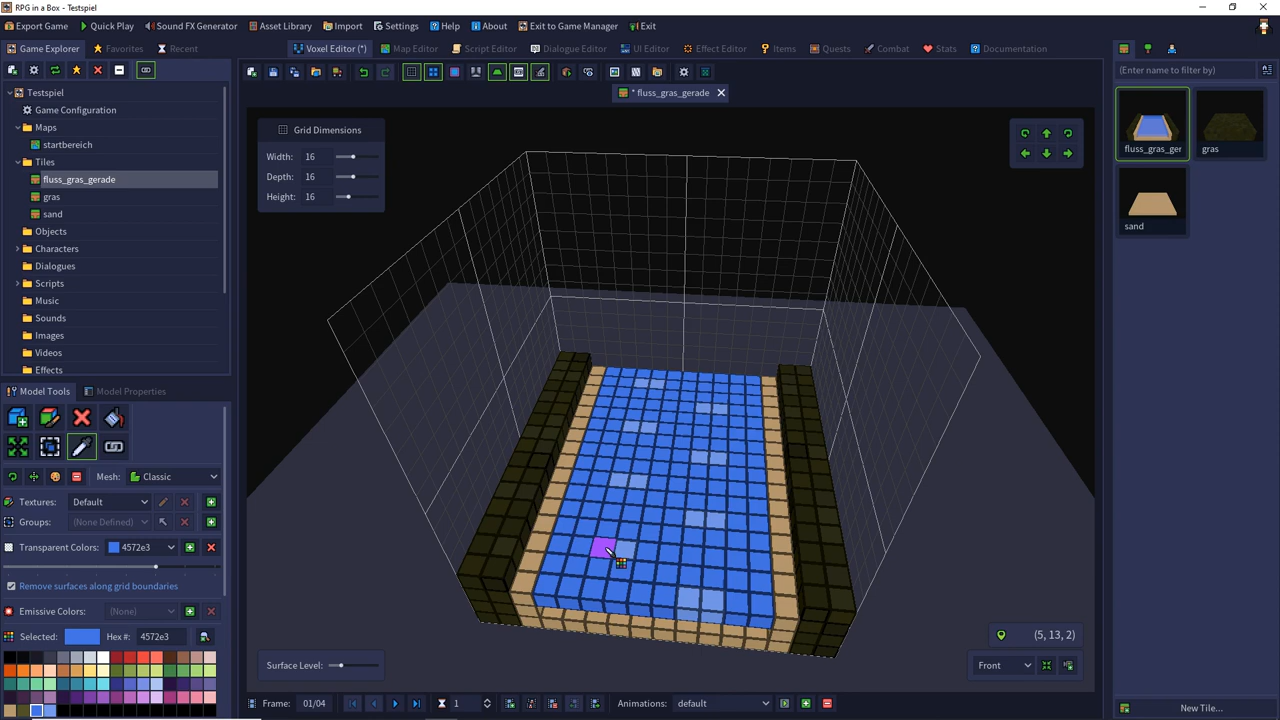 RPG in a Box - Testspiel
Export Game Quick Play Sound FX Generator Asset Library Import Settings Help About Exit to Game Manager Exit
Game Explorer Favorites Recent Voxel Editor (*) Map Editor Script Editor Dialogue Editor UI Editor Effect Editor Items Quests Combat Stats Documentation
(Enter name to filter by)
* fluss_gras_gerade
Testspiel
Game Configuration
Maps
startbereich
Tiles
fluss_gras_gerade
gras
sand
Objects
Characters
Dialogues
Scripts
Music
Sounds
Images
Videos
Effects
Grid Dimensions
Width: 16
Depth: 16
Height: 16
fluss_gras_ger gras
sand
Model Tools Model Properties
Mesh: Classic
Textures: Default
Groups: (None Defined)
Transparent Colors: 4572e3
Remove surfaces along grid boundaries
Emissive Colors: (None)
Selected: Hex #: 4572e3
(5, 13, 2)
Surface Level:
Front
Frame: 01/04 1 Animations: default
New Tile...